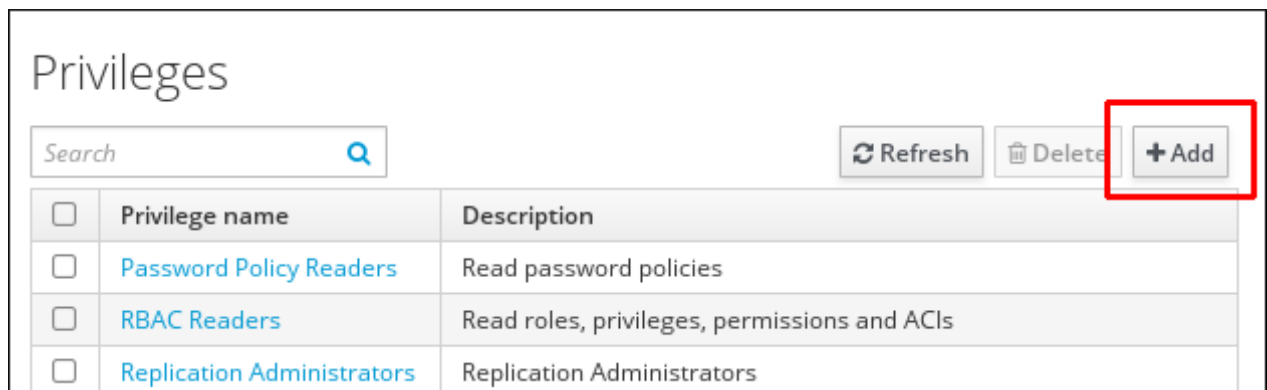 Privileges
Search Refresh Delete + Add
Privilege name Description
Password Policy Readers Read password policies
RBAC Readers Read roles, privileges, permissions and ACIs
Replication Administrators Replication Administrators